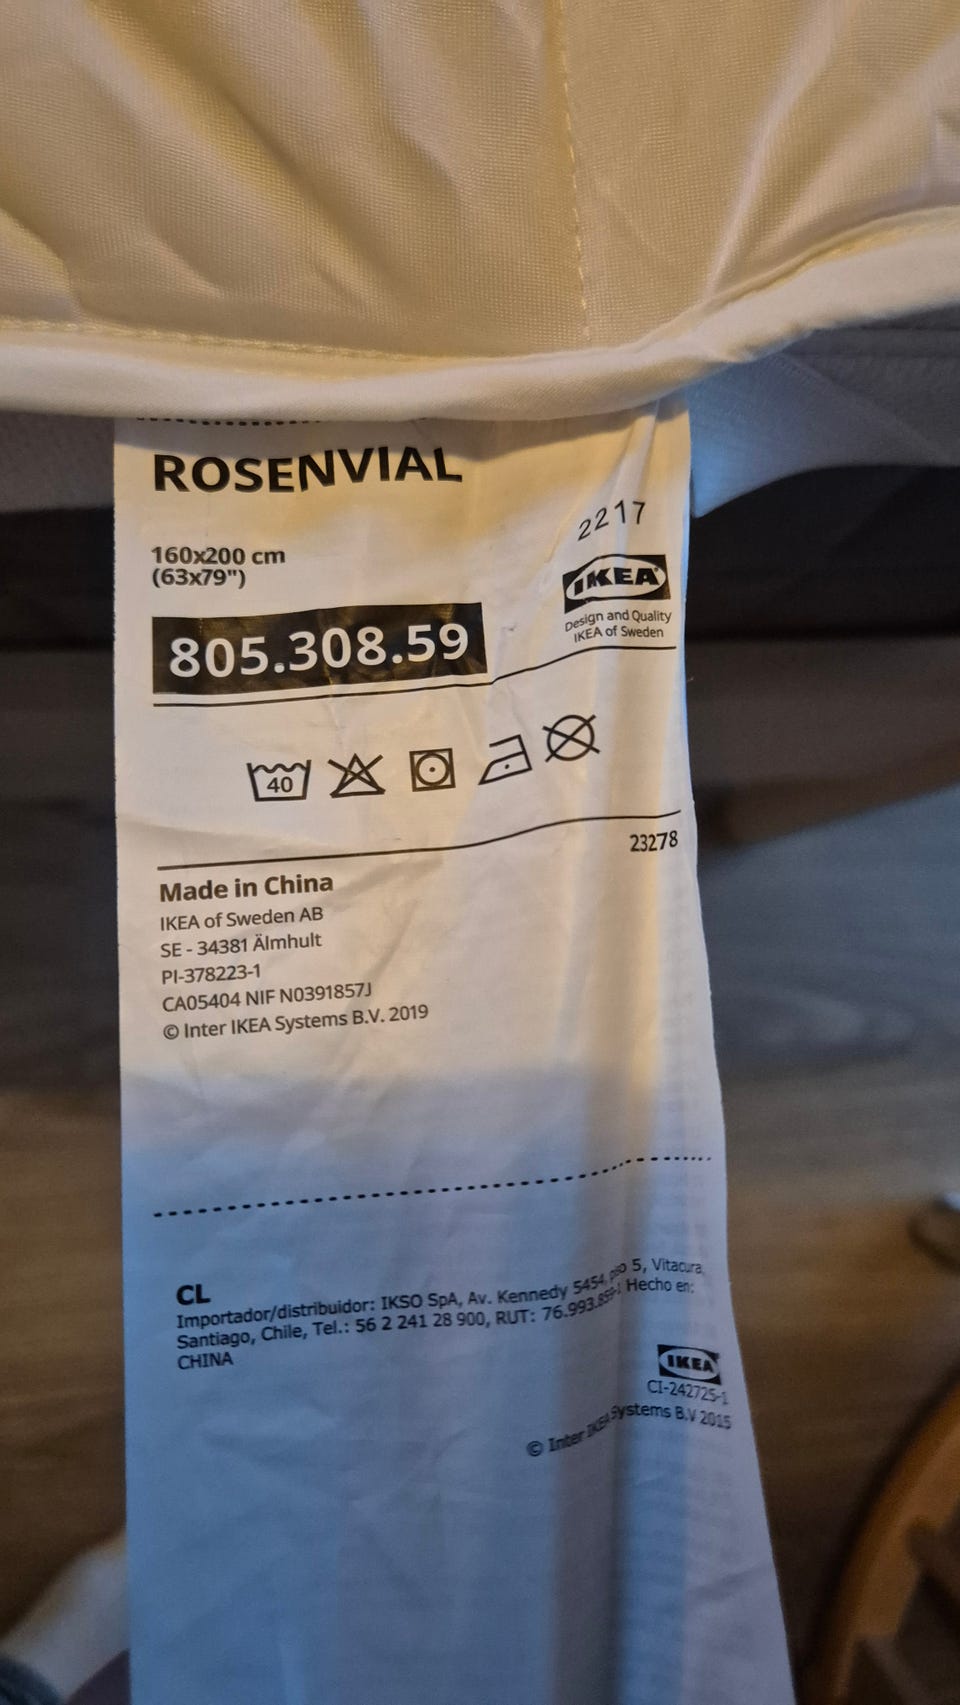 ROSENVIAL
2217
160x200 cm
(63x79")
IKEA
Design and Quality
IKEA of Sweden
805.308.59
40
23278
Made in China
IKEA of Sweden AB
SE - 34381 Älmhult
PI-378223-1
CA05404 NIF N0391857J
© Inter IKEA Systems B.V. 2019
CL
Importador/distribuidor: IKSO SpA, Av. Kennedy 5454, piso 5, Vitacura,
Santiago, Chile, Tel.: 56 2 241 28 900, RUT: Hecho en:
CHINA
IKEA
CI-242725-1
© Inter IKEA Systems B.V 2015